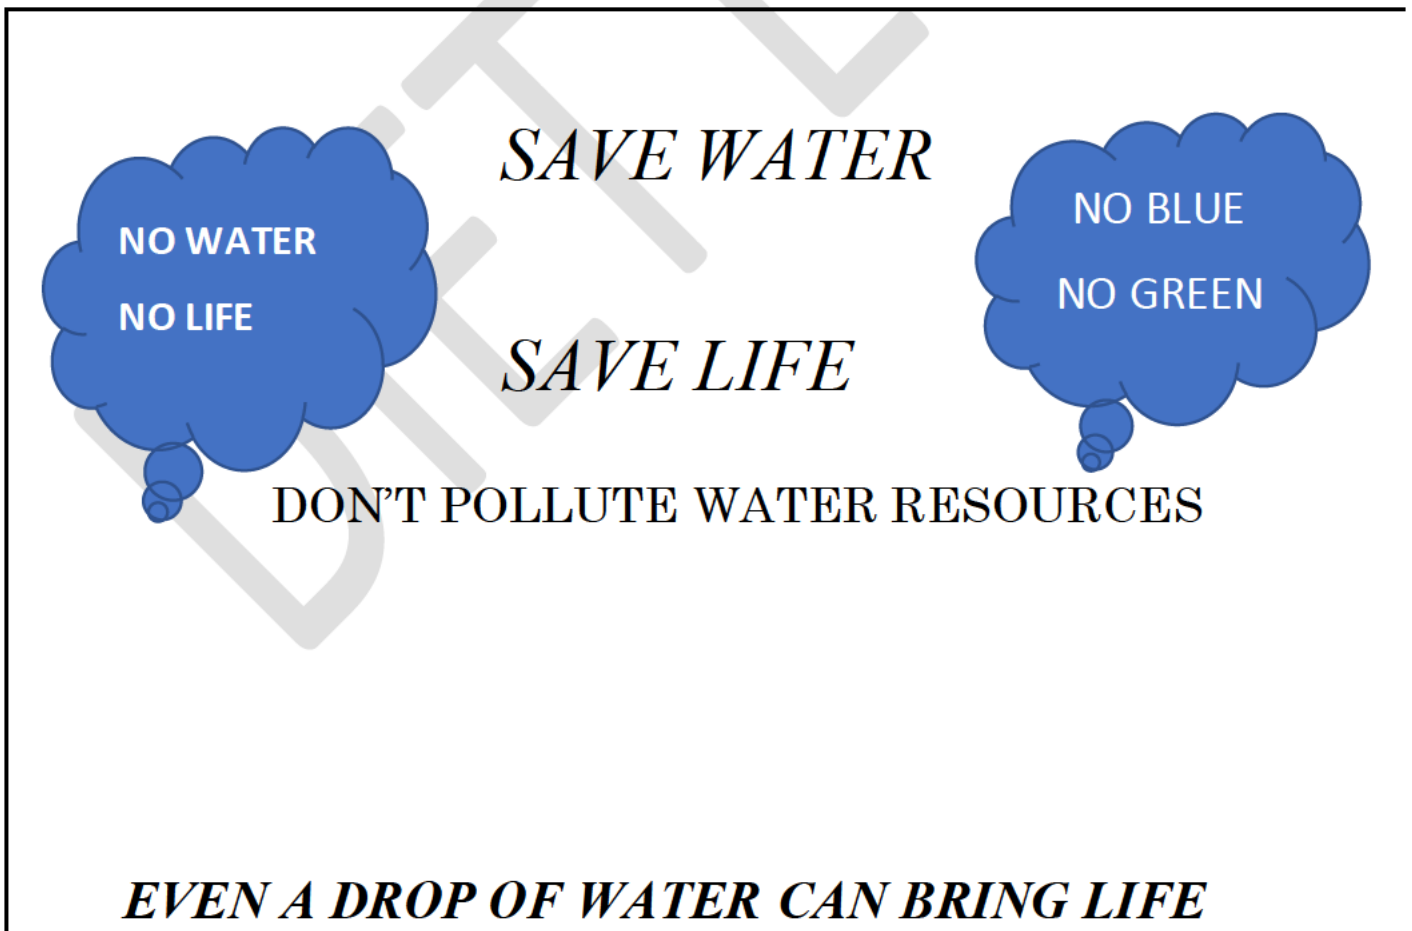 SAVE WATER
NO WATER
NO LIFE
NO BLUE
NO GREEN
SAVE LIFE
DON'T POLLUTE WATER RESOURCES
EVEN A DROP OF WATER CAN BRING LIFE